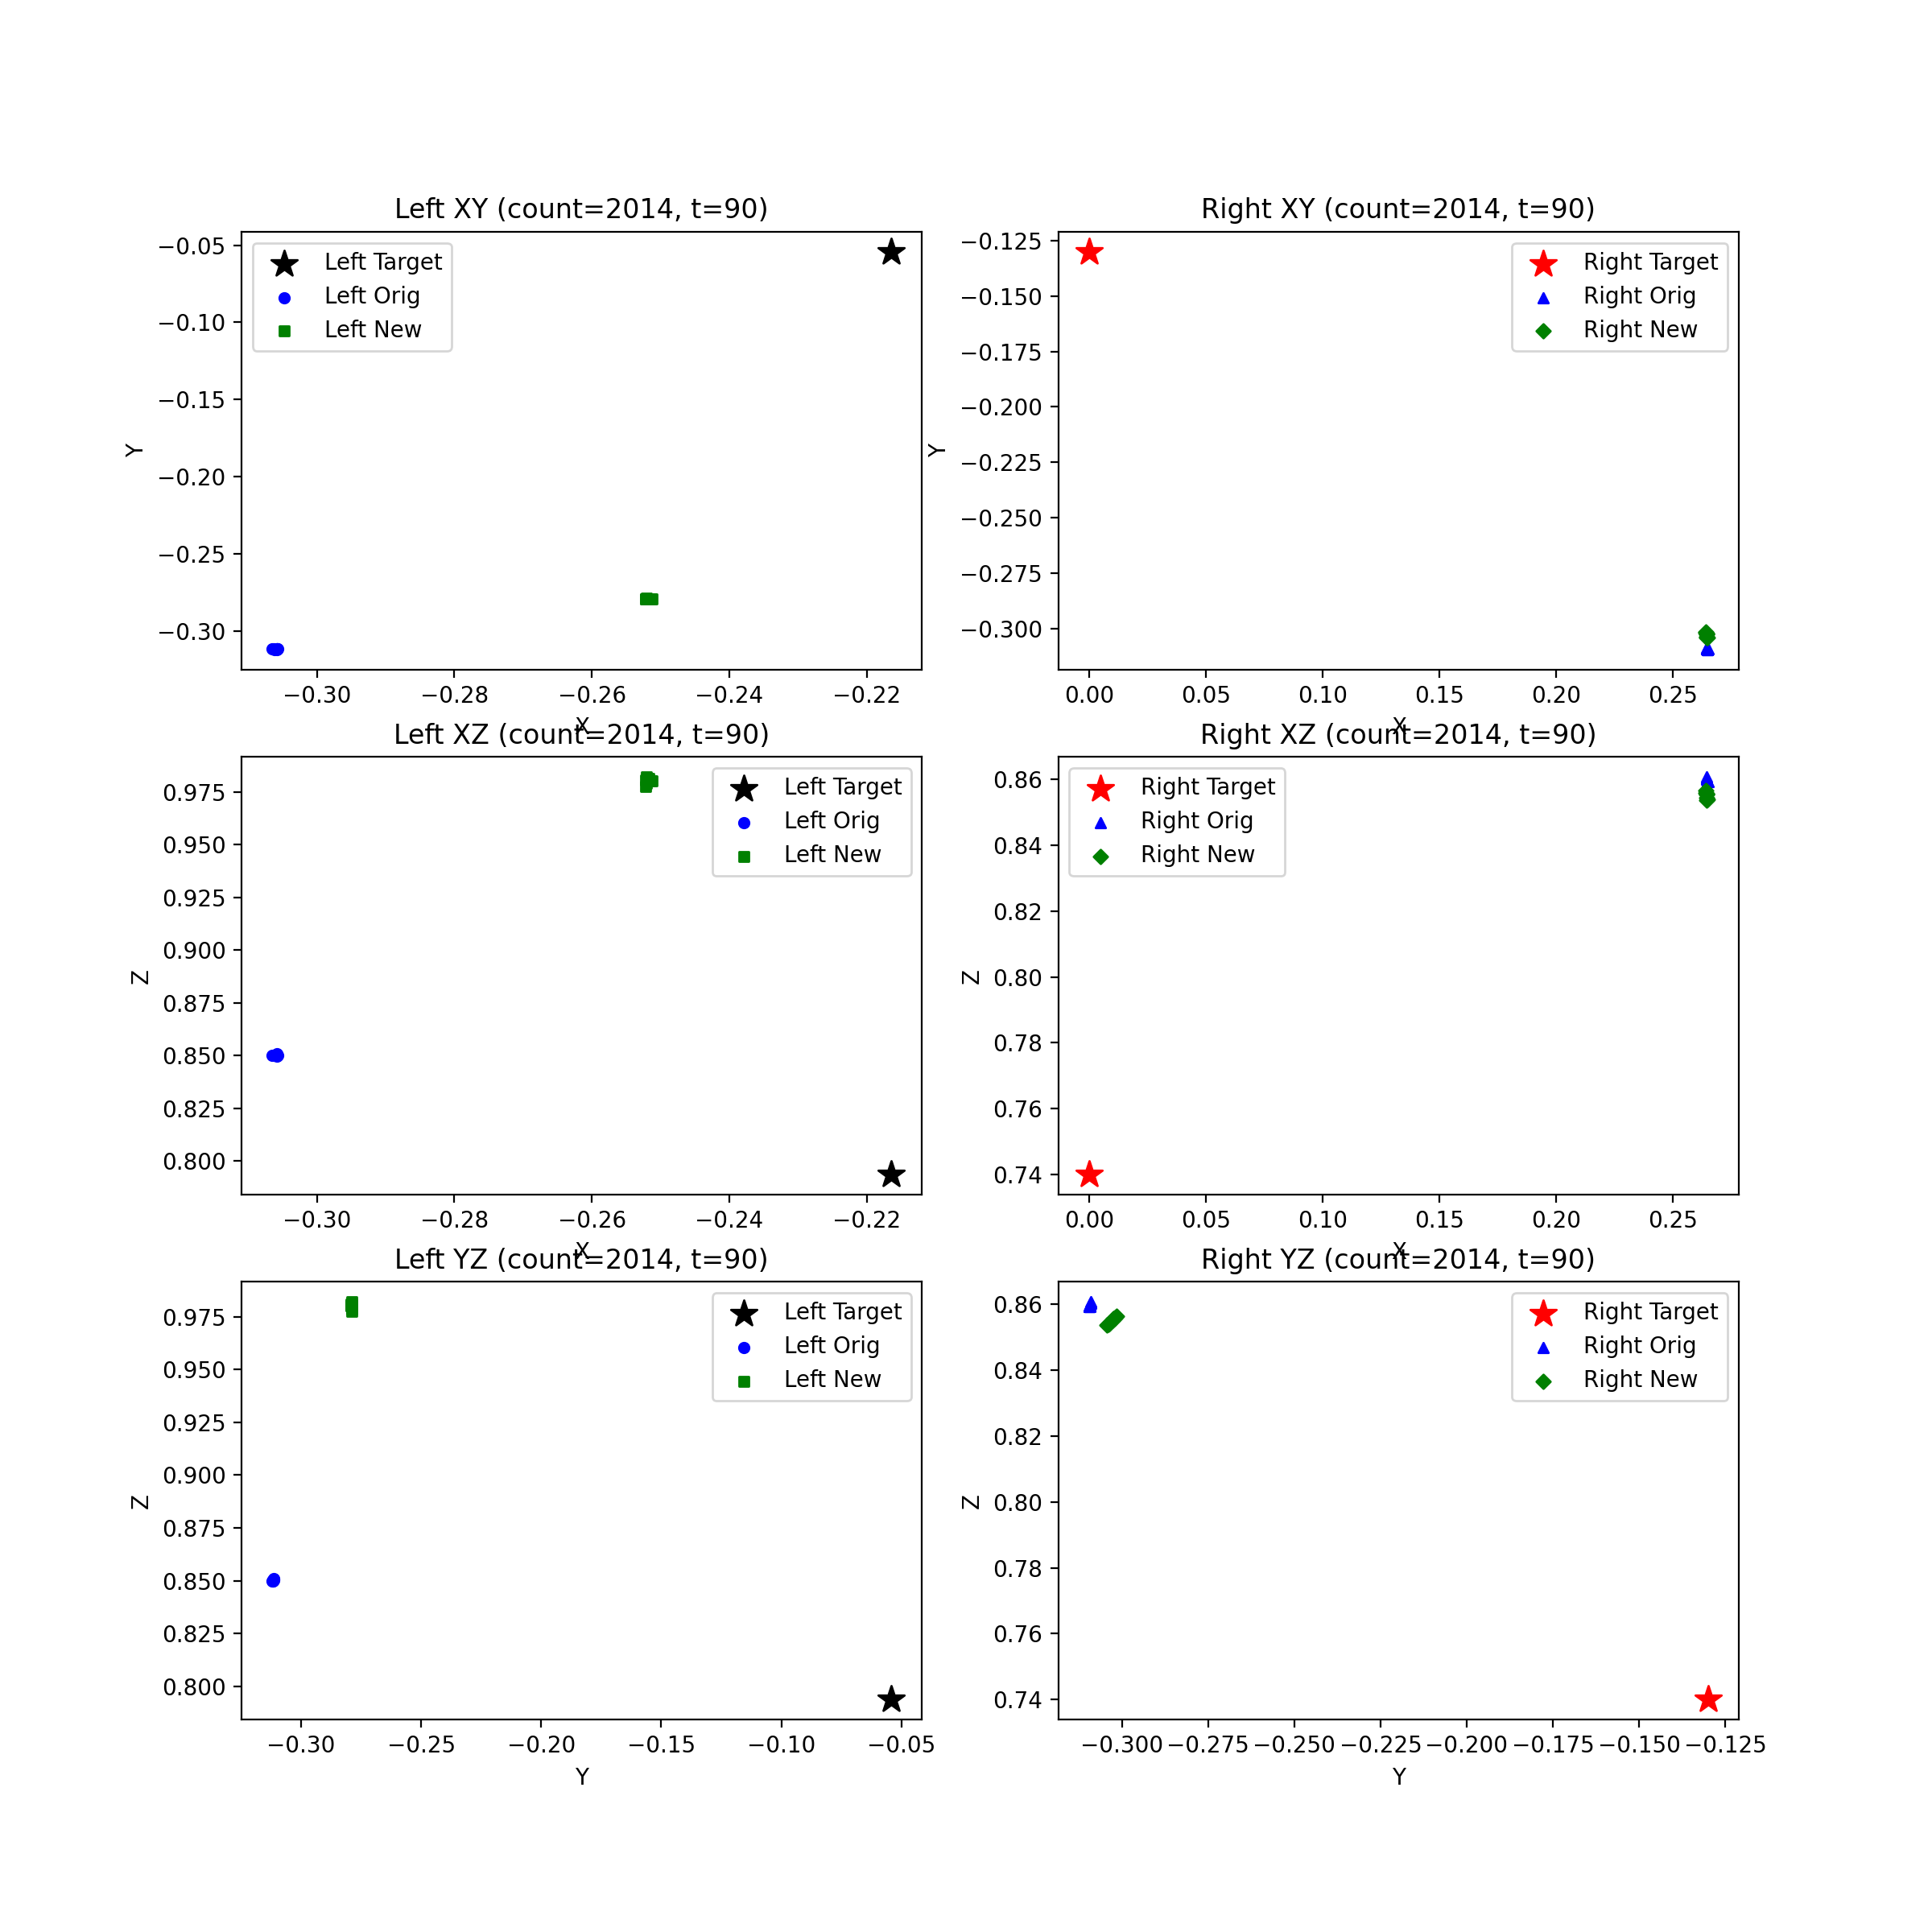 Left XY (count=2014, t=90)
−0.05
−0.10
−0.15
−0.20
−0.25
−0.30
Y
Left Target
Left Orig
Left New
−0.30 −0.28 −0.26 −0.24 −0.22
X
Right XY (count=2014, t=90)
−0.125
−0.150
−0.175
−0.200
−0.225
−0.250
−0.275
−0.300
Y
Right Target
Right Orig
Right New
0.00 0.05 0.10 0.15 0.20 0.25
X
Left XZ (count=2014, t=90)
0.975
0.950
0.925
0.900
0.875
0.850
0.825
0.800
Z
Left Target
Left Orig
Left New
−0.30 −0.28 −0.26 −0.24 −0.22
X
Right XZ (count=2014, t=90)
0.86
0.84
0.82
0.80
0.78
0.76
0.74
Z
Right Target
Right Orig
Right New
0.00 0.05 0.10 0.15 0.20 0.25
X
Left YZ (count=2014, t=90)
0.975
0.950
0.925
0.900
0.875
0.850
0.825
0.800
Z
Left Target
Left Orig
Left New
−0.30 −0.25 −0.20 −0.15 −0.10 −0.05
Y
Right YZ (count=2014, t=90)
0.86
0.84
0.82
0.80
0.78
0.76
0.74
Z
Right Target
Right Orig
Right New
−0.300 −0.275 −0.250 −0.225 −0.200 −0.175 −0.150 −0.125
Y